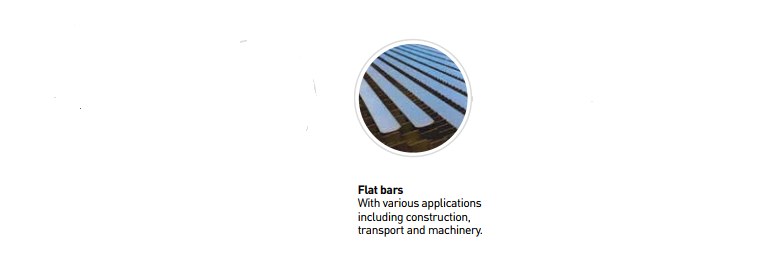 Flat bars
With various applications
including construction,
transport and machinery.